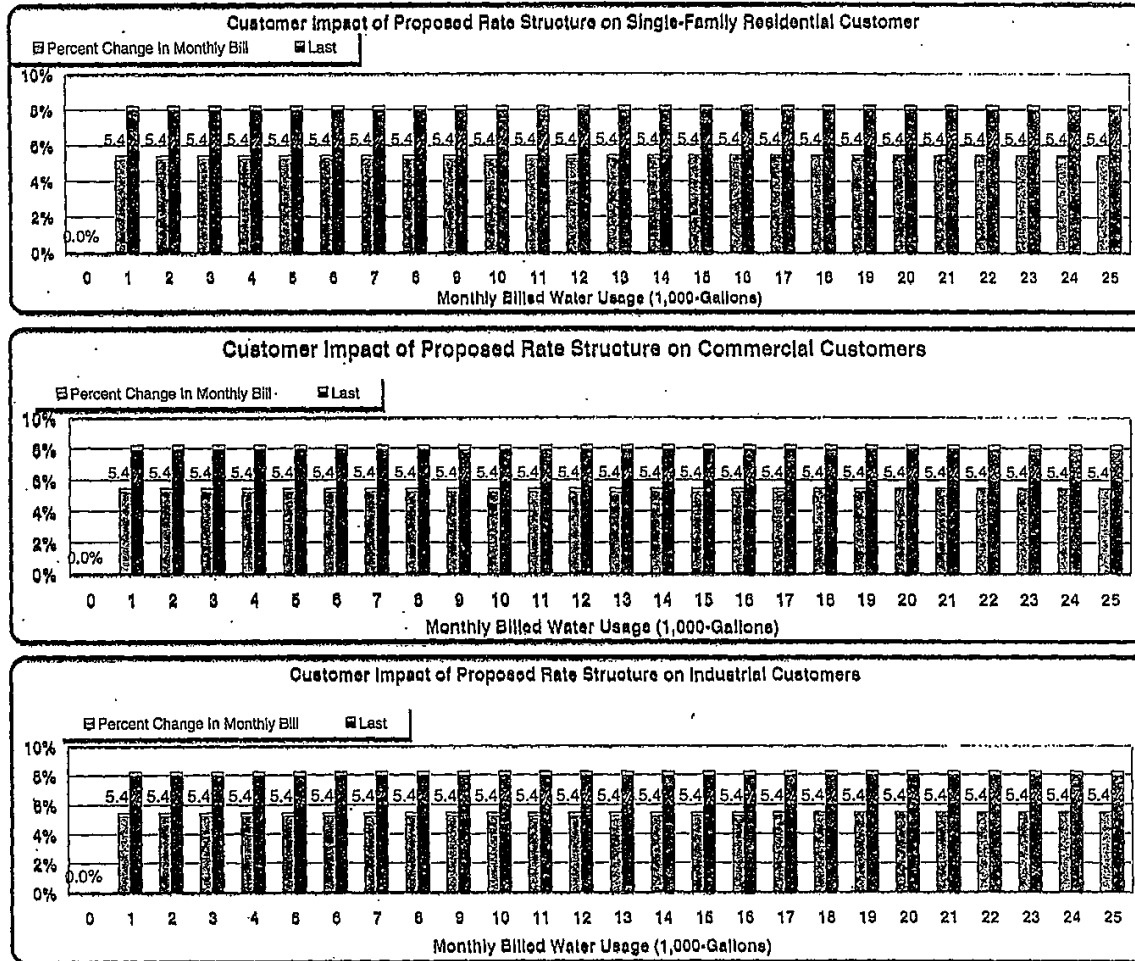 Customer Impact of Proposed Rate Structure on Single-Family Residential Customer
Percent Change In Monthly Bill Last
10%
8%
5.4 5.4 5.4 5.4 5.4 5.4 5.4 5.4 5.4 5.4 5.4 5.4 5.4 5.4 5.4 5.4 5.4 5.4 5.4 5.4 5.4 5.4 5.4 5.4 5.4
6%
4%
2%
0.0%
0%
0 1 2 3 4 5 6 7 8 9 10 11 12 13 14 15 16 17 18 19 20 21 22 23 24 25
Monthly Billed Water Usage (1,000-Gallons)
Customer Impact of Proposed Rate Structure on Commercial Customers
Percent Change In Monthly Bill Last
10%
8%
5.4 5.4 5.4 5.4 5.4 5.4 5.4 5.4 5.4 5.4 5.4 5.4 5.4 5.4 5.4 5.4 5.4 5.4 5.4 5.4 5.4 5.4 5.4 5.4 5.4
6%
4%
2%
0.0%
0%
0 1 2 3 4 5 6 7 8 9 10 11 12 13 14 15 16 17 18 19 20 21 22 23 24 25
Monthly Billed Water Usage (1,000-Gallons)
Customer Impact of Proposed Rate Structure on Industrial Customers
Percent Change In Monthly Bill Last
10%
8%
5.4 5.4 5.4 5.4 5.4 5.4 5.4 5.4 5.4 5.4 5.4 5.4 5.4 5.4 5.4 5.4 5.4 5.4 5.4 5.4 5.4 5.4 5.4 5.4 5.4
6%
4%
2%
0.0%
0%
0 1 2 3 4 5 6 7 8 9 10 11 12 13 14 15 16 17 18 19 20 21 22 23 24 25
Monthly Billed Water Usage (1,000-Gallons)